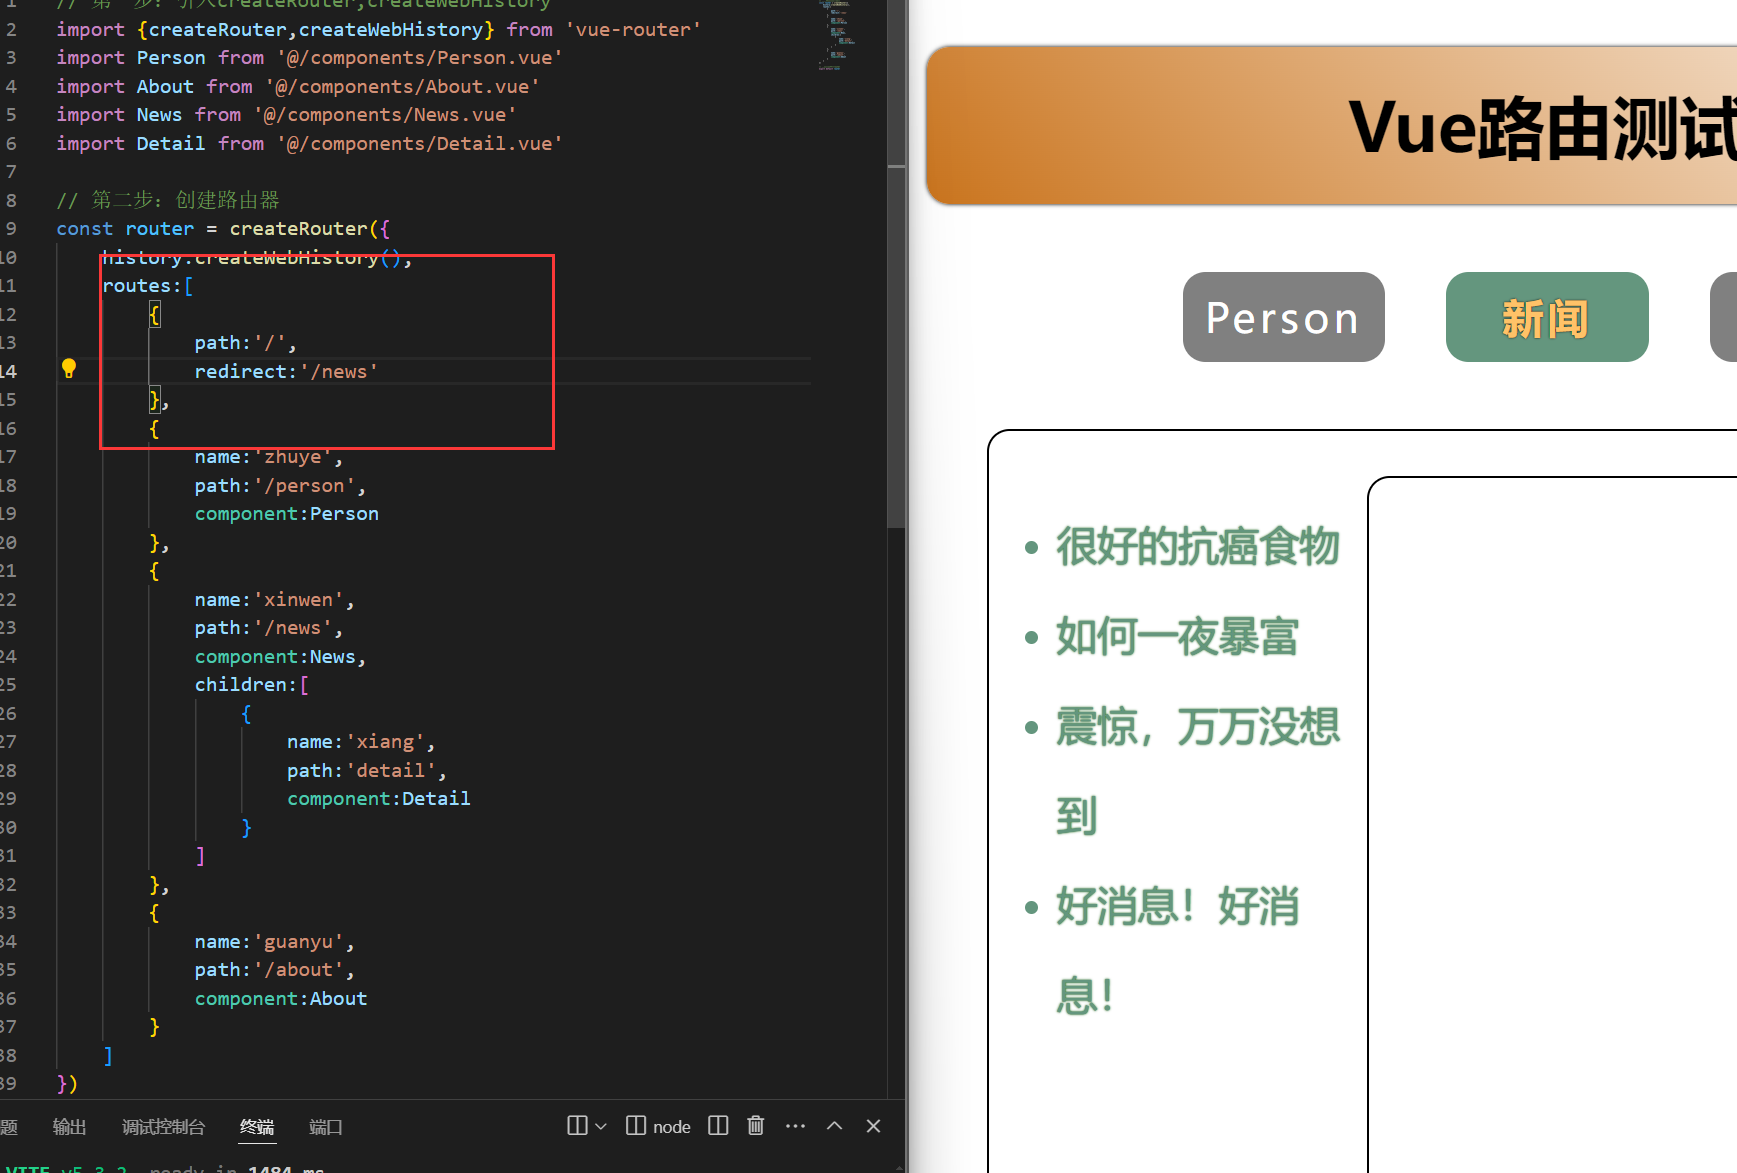 1 // 第一步：引入createRouter,createWebHistory
2 import {createRouter,createWebHistory} from 'vue-router'
3 import Person from '@/components/Person.vue'
4 import About from '@/components/About.vue'
5 import News from '@/components/News.vue'
6 import Detail from '@/components/Detail.vue'
7
8 // 第二步：创建路由器
9 const router = createRouter({
10 history:createWebHistory(),
11 routes:[
12 {
13 path:'/',
14 redirect:'/news'
15 },
16 {
17 name:'zhuye',
18 path:'/person',
19 component:Person
20 },
21 {
22 name:'xinwen',
23 path:'/news',
24 component:News,
25 children:[
26 {
27 name:'xiang',
28 path:'detail',
29 component:Detail
30 }
31 ]
32 },
33 {
34 name:'guanyu',
35 path:'/about',
36 component:About
37 }
38 ]
39 })
题 输出 调试控制台 终端 端口 node
VITE v5.3.2 ready in 1484 ms
Vue路由测试
Person 新闻
很好的抗癌食物
如何一夜暴富
震惊，万万没想
到
好消息！好消
息！